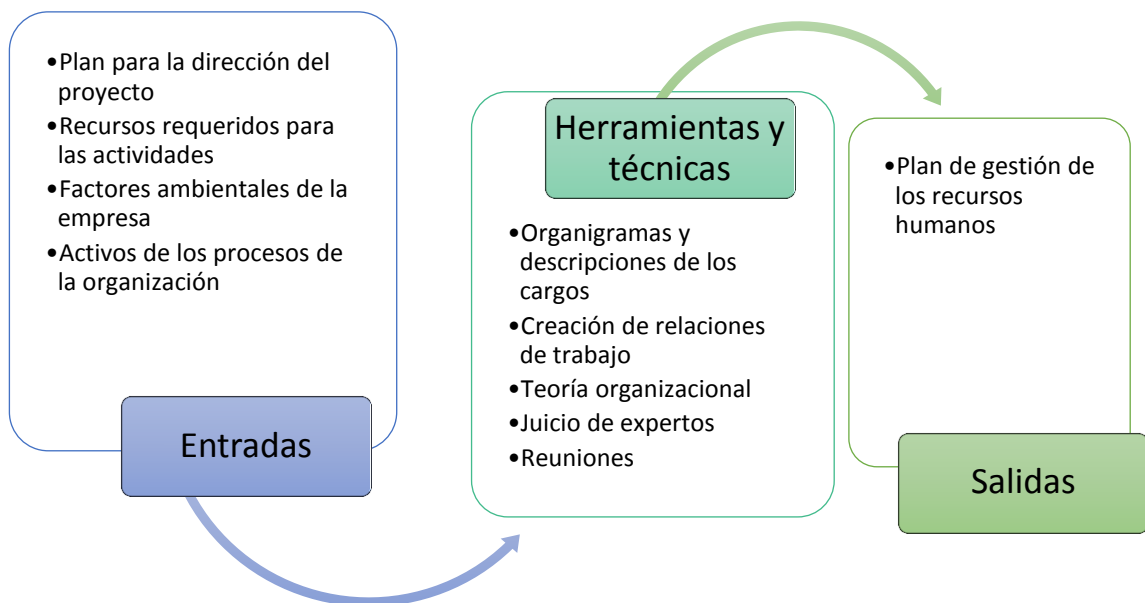 •Plan para la dirección del
proyecto
•Recursos requeridos para
las actividades
•Factores ambientales de la
empresa
•Activos de los procesos de
la organización
Entradas
Herramientas y
técnicas
•Organigramas y
descripciones de los
cargos
•Creación de relaciones
de trabajo
•Teoría organizacional
•Juicio de expertos
•Reuniones
•Plan de gestión de
los recursos
humanos
Salidas